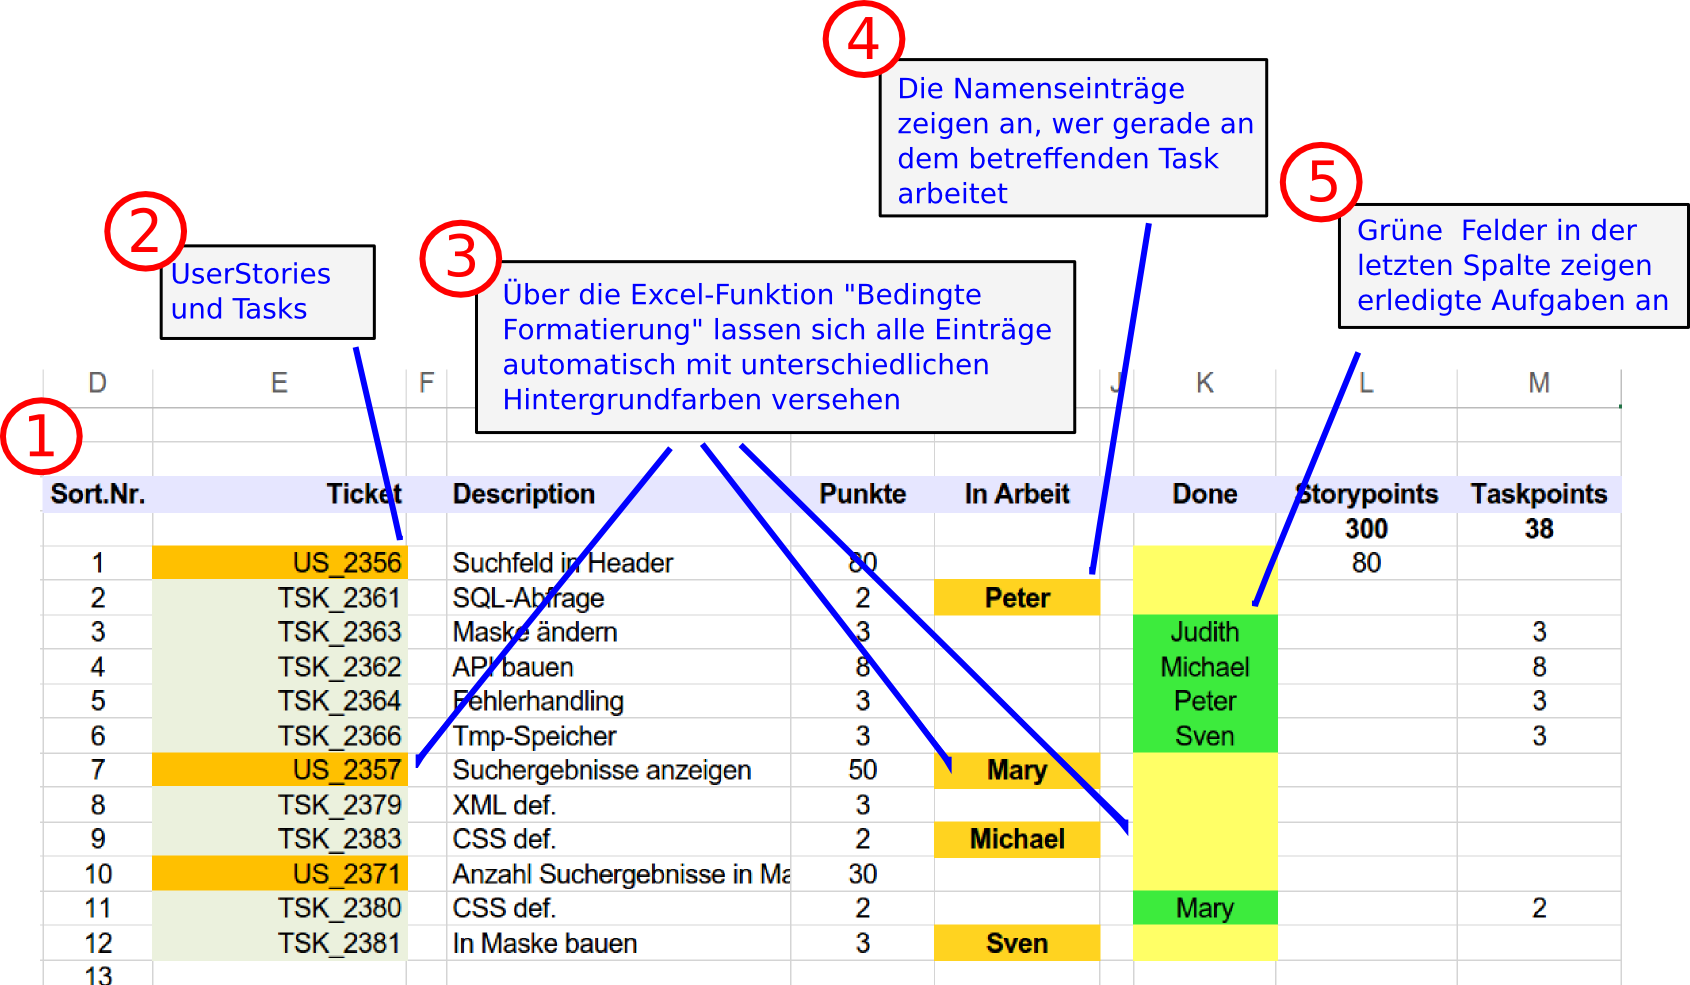 4
Die Namenseinträge
zeigen an, wer gerade an
dem betreffenden Task
arbeitet
5
Grüne  Felder in der
letzten Spalte zeigen
erledigte Aufgaben an
2
UserStories
und Tasks
3
Über die Excel-Funktion "Bedingte
Formatierung" lassen sich alle Einträge
automatisch mit unterschiedlichen
Hintergrundfarben versehen
D E F J K L M
1
Sort.Nr. Ticket Description Punkte In Arbeit Done Storypoints Taskpoints
300 38
1 US_2356 Suchfeld in Header 80 80
2 TSK_2361 SQL-Abfrage 2 Peter
3 TSK_2363 Maske ändern 3 Judith 3
4 TSK_2362 API bauen 8 Michael 8
5 TSK_2364 Fehlerhandling 3 Peter 3
6 TSK_2366 Tmp-Speicher 3 Sven 3
7 US_2357 Suchergebnisse anzeigen 50 Mary
8 TSK_2379 XML def. 3
9 TSK_2383 CSS def. 2 Michael
10 US_2371 Anzahl Suchergebnisse in Ma 30
11 TSK_2380 CSS def. 2 Mary 2
12 TSK_2381 In Maske bauen 3 Sven
13